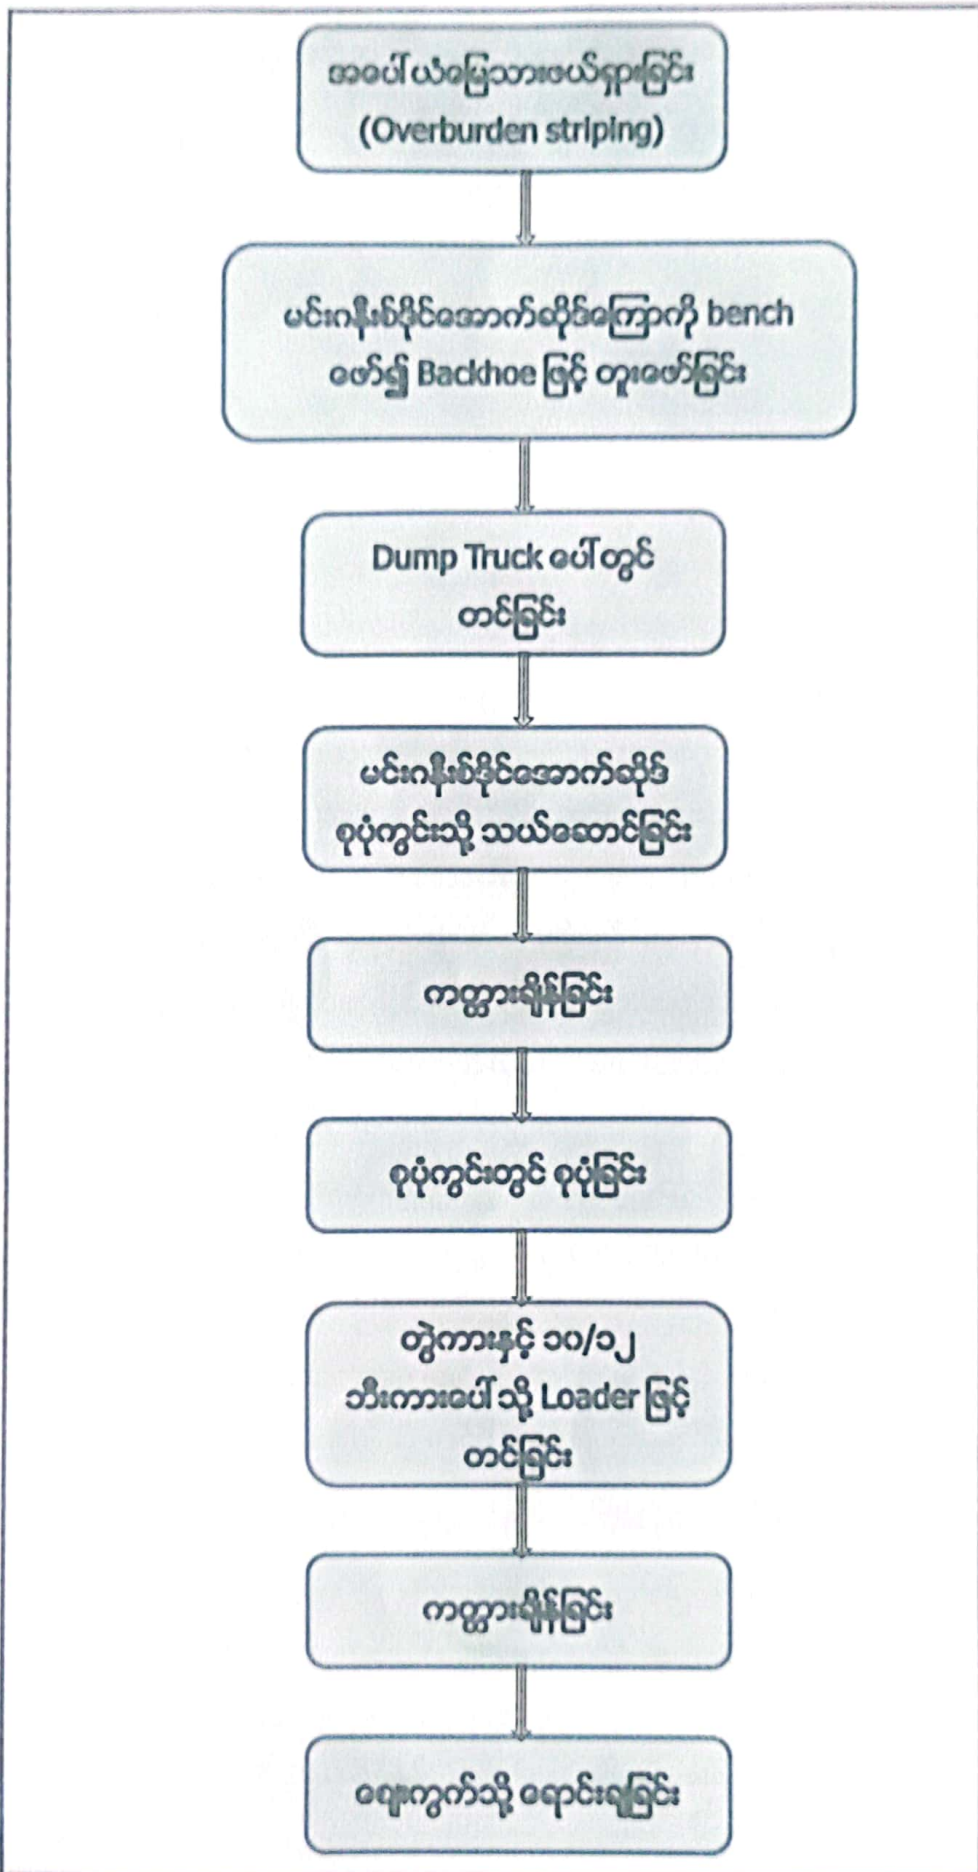 အပေါ်ယံမြေသားဖယ်ရှားခြင်း
(Overburden striping)
မင်းဂနိးစ်ဒိုင်အောက်ဆိုဒ်ကြောကို bench
ဖော်၍ Backhoe ဖြင့် တူးဖော်ခြင်း
Dump Truck ပေါ်တွင်
တင်ခြင်း
မင်းဂနိးစ်ဒိုင်အောက်ဆိုဒ်
စုပုံကွင်းသို့ သယ်ဆောင်ခြင်း
ကတ္တားချိန်ခြင်း
စုပုံကွင်းတွင် စုပုံခြင်း
တွဲကားနှင့် ၁၀/၁၂
ဘီးကားပေါ်သို့ Loader ဖြင့်
တင်ခြင်း
ကတ္တားချိန်ခြင်း
ဈေးကွက်သို့ ရောင်းချခြင်း